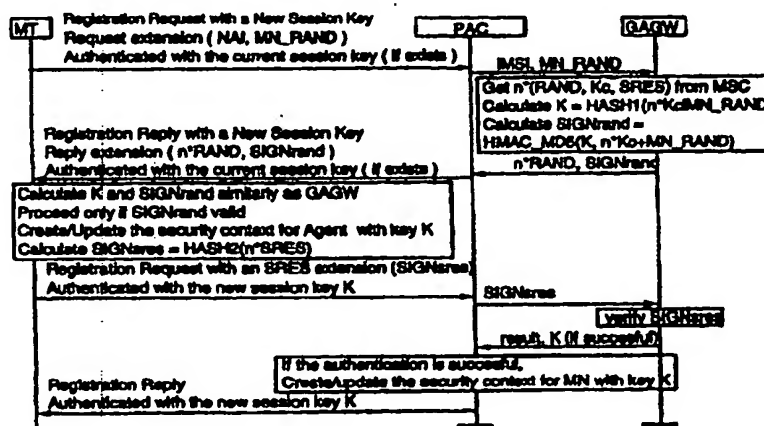 MT
PAC
GAGW
Registration Request with a New Session Key
Request extension ( NAI, MN_RAND )
Authenticated with the current session key ( if exists )
IMSI, MN_RAND
Get n*(RAND, Kc, SRES) from MSC
Calculate K = HASH1(n*Kc|MN_RAND)
Calculate SIGNrand =
HMAC_MD5(K, n*Kc+MN_RAND)
n*RAND, SIGNrand
Registration Reply with a New Session Key
Reply extension ( n*RAND, SIGNrand )
Authenticated with the current session key ( if exists )
Calculate K and SIGNrand similarly as GAGW
Proceed only if SIGNrand valid
Create/Update the security context for Agent with key K
Calculate SIGNsres = HASH2(n*SRES)
Registration Request with an SRES extension (SIGNsres)
Authenticated with the new session key K
SIGNsres
verify SIGNsres
result, K (if succesful)
If the authentication is succesful,
Create/update the security context for MN with key K
Registration Reply
Authenticated with the new session key K